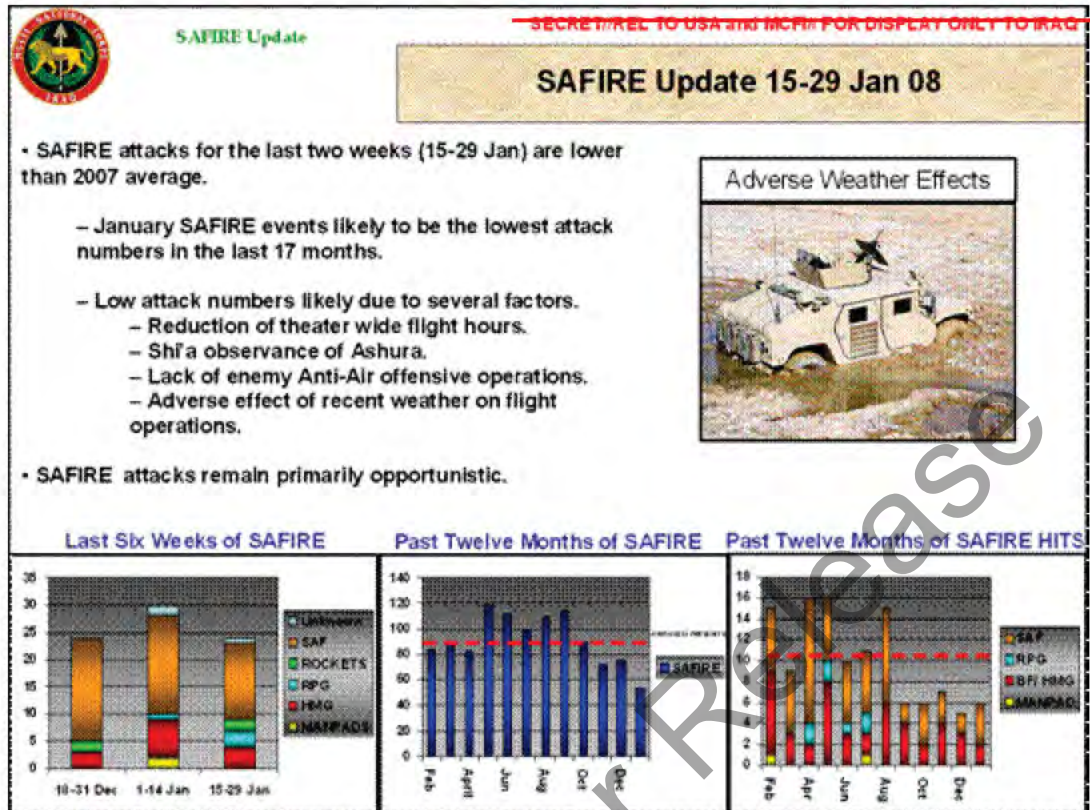 MULTI-NATIONAL CORPS
IRAQ
SAFIRE Update
SECRET//REL TO USA and MCFI// FOR DISPLAY ONLY TO IRAQ
SAFIRE Update 15-29 Jan 08
• SAFIRE attacks for the last two weeks (15-29 Jan) are lower
than 2007 average.
– January SAFIRE events likely to be the lowest attack
numbers in the last 17 months.
– Low attack numbers likely due to several factors.
– Reduction of theater wide flight hours.
– Shi'a observance of Ashura.
– Lack of enemy Anti-Air offensive operations.
– Adverse effect of recent weather on flight
operations.
• SAFIRE attacks remain primarily opportunistic.
Adverse Weather Effects
Last Six Weeks of SAFIRE
35
30
25
20
15
10
5
0
18-31 Dec 1-14 Jan 15-29 Jan
Unknown
SAF
ROCKETS
RPG
HMG
MANPADS
Past Twelve Months of SAFIRE
140
120
100
80
60
40
20
0
Feb April Jun Aug Oct Dec
SAFIRE
Past Twelve Months of SAFIRE HITS
18
16
14
12
10
8
6
4
2
0
Feb Apr Jun Aug Oct Dec
SAF
RPG
BF/ HMG
MANPAD
r Release